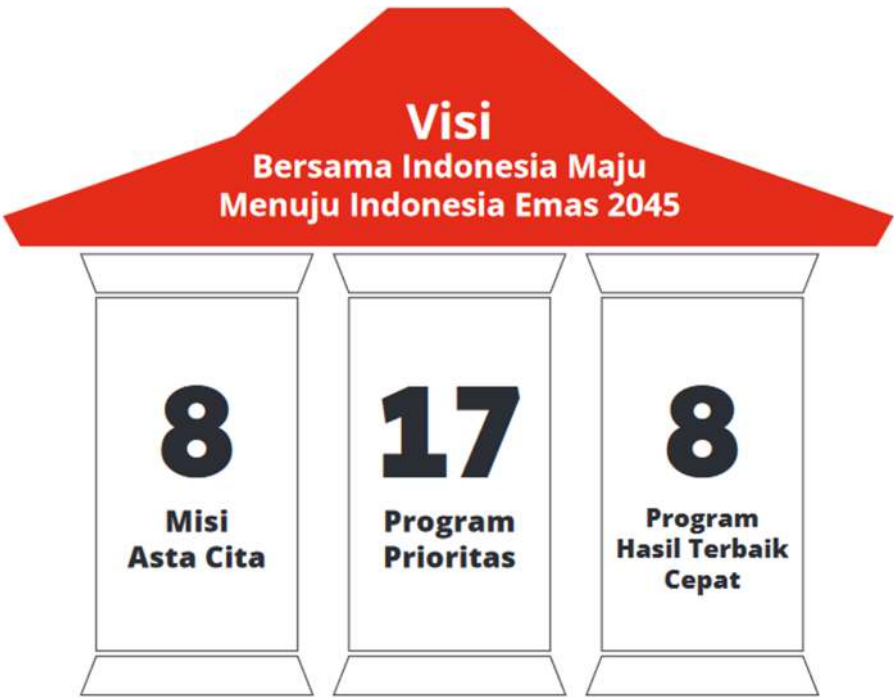 Visi
Bersama Indonesia Maju
Menuju Indonesia Emas 2045
8
Misi
Asta Cita
17
Program
Prioritas
8
Program
Hasil Terbaik
Cepat